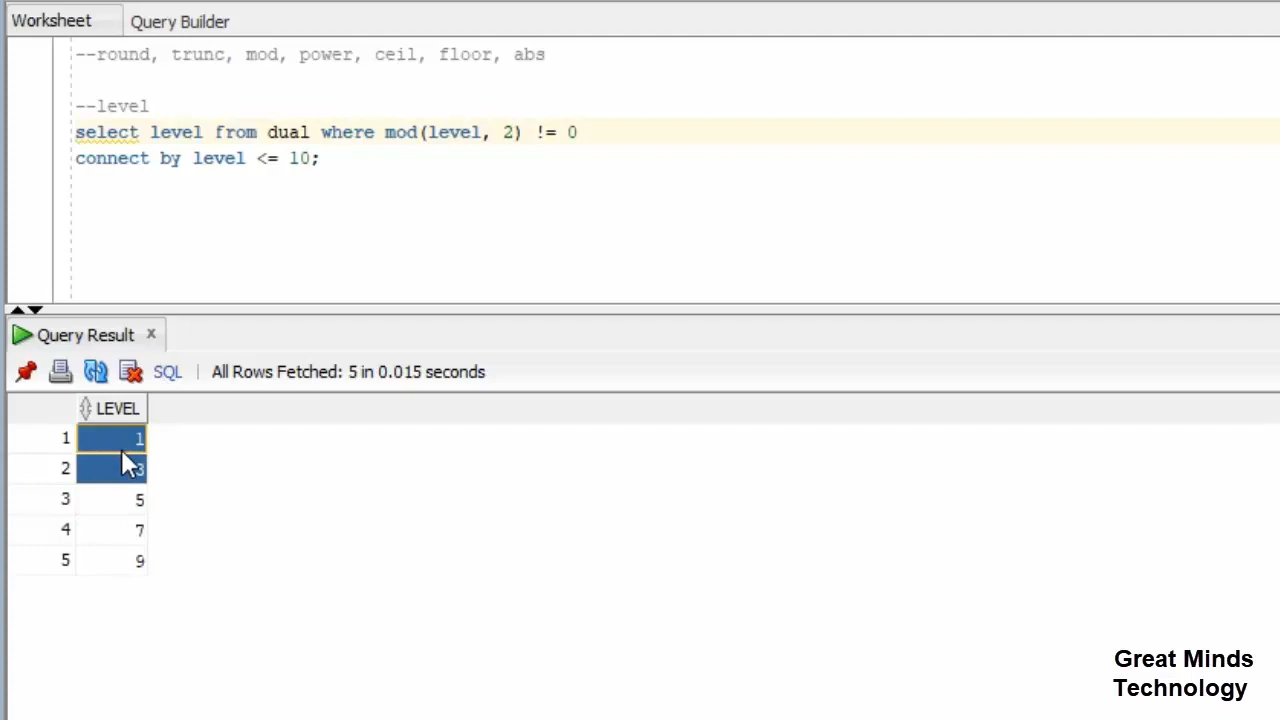 Worksheet Query Builder
--round, trunc, mod, power, ceil, floor, abs
--level
select level from dual where mod(level, 2) != 0
connect by level <= 10;
Query Result x
SQL | All Rows Fetched: 5 in 0.015 seconds
LEVEL
1 1
2 3
3 5
4 7
5 9
Great Minds
Technology